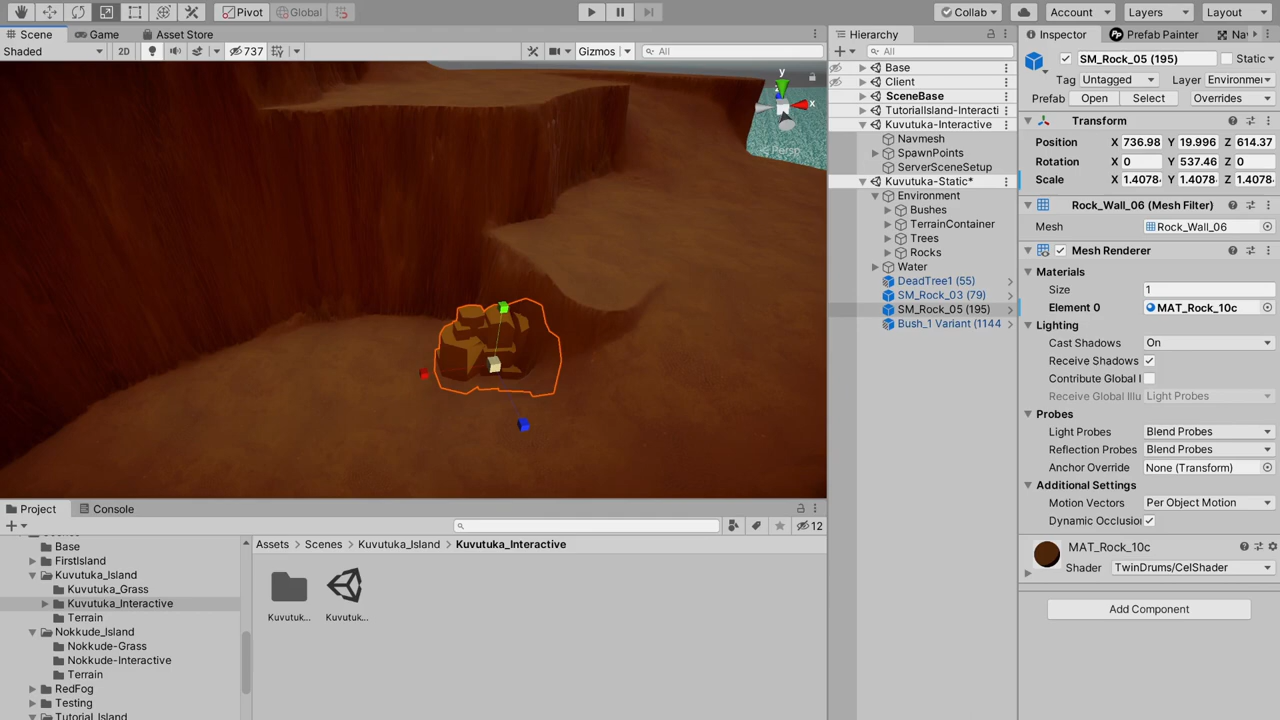 Pivot
Global
Collab
Account
Layers
Layout
Scene
Game
Asset Store
Shaded
2D
737
Gizmos
All
y
x
Persp
Hierarchy
All
Base
Client
SceneBase
TutorialIsland-Interacti
Kuvutuka-Interactive
Navmesh
SpawnPoints
ServerSceneSetup
Kuvutuka-Static*
Environment
Bushes
TerrainContainer
Trees
Rocks
Water
DeadTree1 (55)
SM_Rock_03 (79)
SM_Rock_05 (195)
Bush_1 Variant (1144
Inspector
Prefab Painter
Na
SM_Rock_05 (195)
Static
Tag Untagged
Layer Environme
Prefab Open Select Overrides
Transform
Position X 736.98 Y 19.996 Z 614.37
Rotation X 0 Y 537.46 Z 0
Scale X 1.4078 Y 1.4078 Z 1.4078
Rock_Wall_06 (Mesh Filter)
Mesh Rock_Wall_06
Mesh Renderer
Materials
Size 1
Element 0 MAT_Rock_10c
Lighting
Cast Shadows On
Receive Shadows
Contribute Global I
Receive Global Illu Light Probes
Probes
Light Probes Blend Probes
Reflection Probes Blend Probes
Anchor Override None (Transform)
Additional Settings
Motion Vectors Per Object Motion
Dynamic Occlusion
MAT_Rock_10c
Shader TwinDrums/CelShader
Add Component
Project
Console
12
Base
FirstIsland
Kuvutuka_Island
Kuvutuka_Grass
Kuvutuka_Interactive
Terrain
Nokkude_Island
Nokkude-Grass
Nokkude-Interactive
Terrain
RedFog
Testing
Tutorial_Island
Assets > Scenes > Kuvutuka_Island > Kuvutuka_Interactive
Kuvutuk...
Kuvutuk...